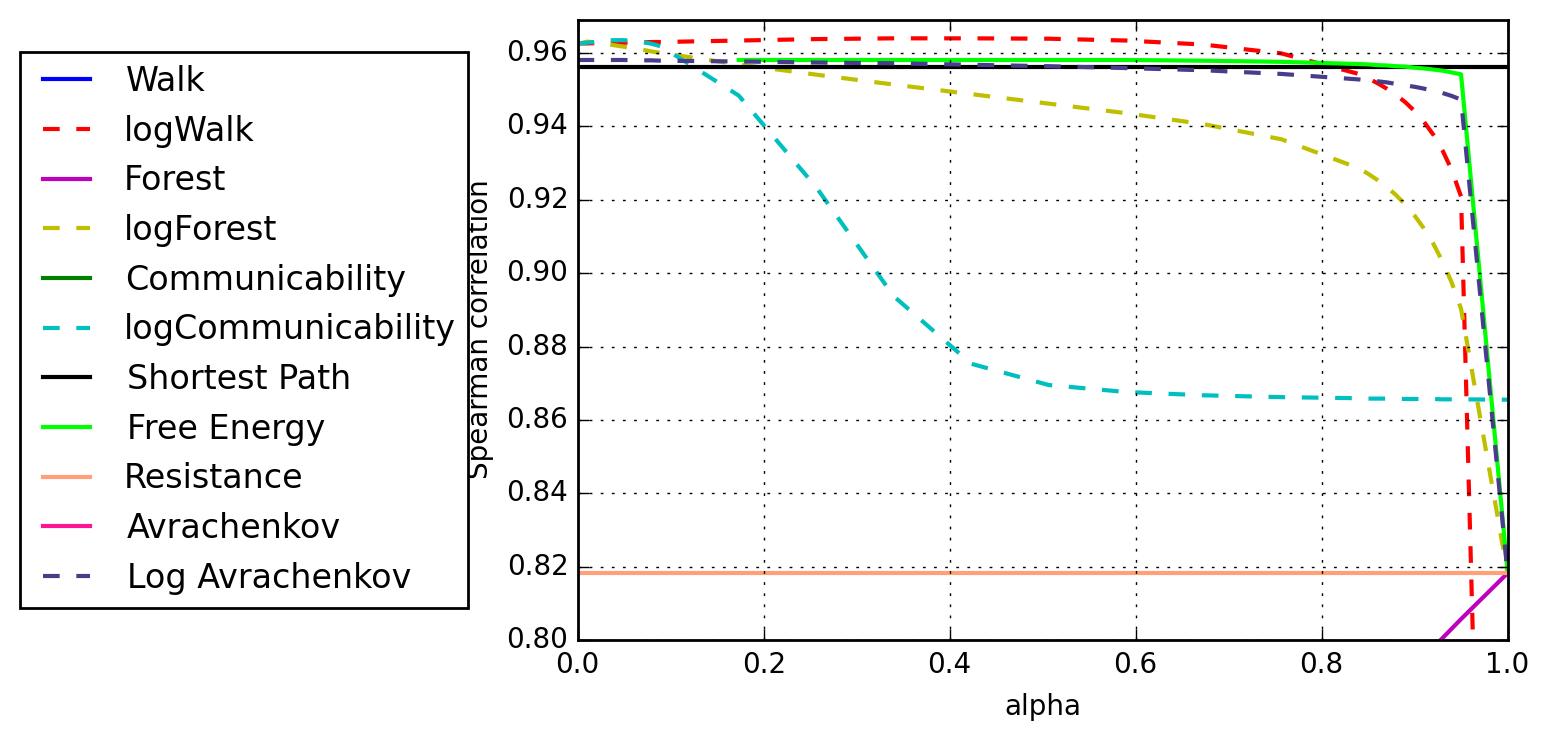 Walk
logWalk
Forest
logForest
Communicability
logCommunicability
Shortest Path
Free Energy
Resistance
Avrachenkov
Log Avrachenkov
Spearman correlation
0.96
0.94
0.92
0.90
0.88
0.86
0.84
0.82
0.80
0.0 0.2 0.4 0.6 0.8 1.0
alpha